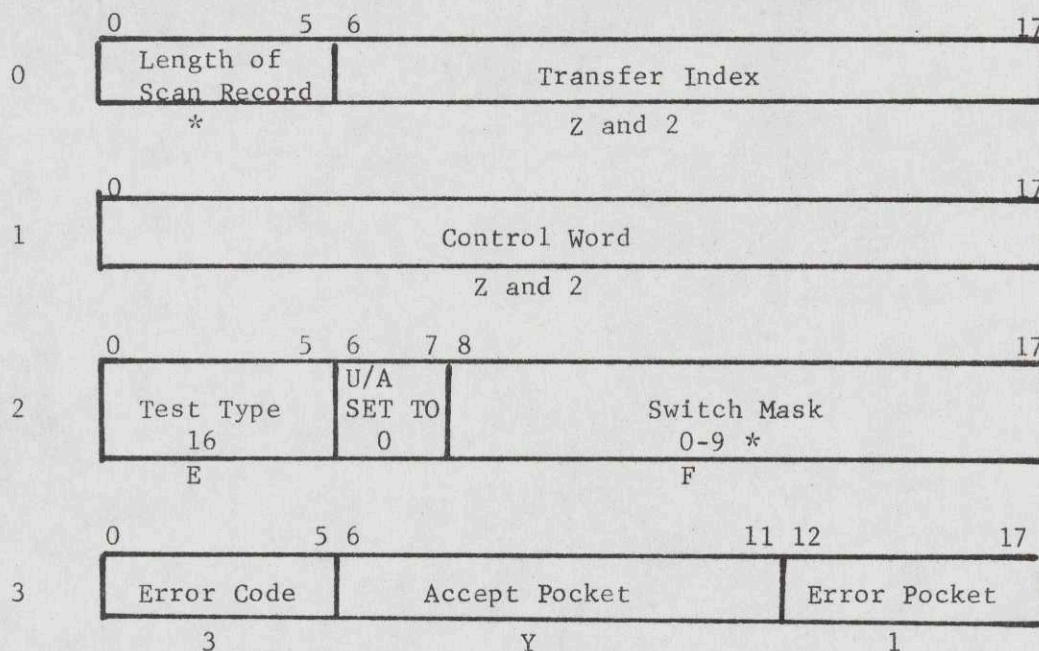 0 5 6 17
0 Length of Scan Record Transfer Index
* Z and 2
0 17
1 Control Word
Z and 2
0 5 6 7 8 17
U/A
2 Test Type SET TO Switch Mask
16 0 0-9 *
E F
0 5 6 11 12 17
3 Error Code Accept Pocket Error Pocket
3 Y 1